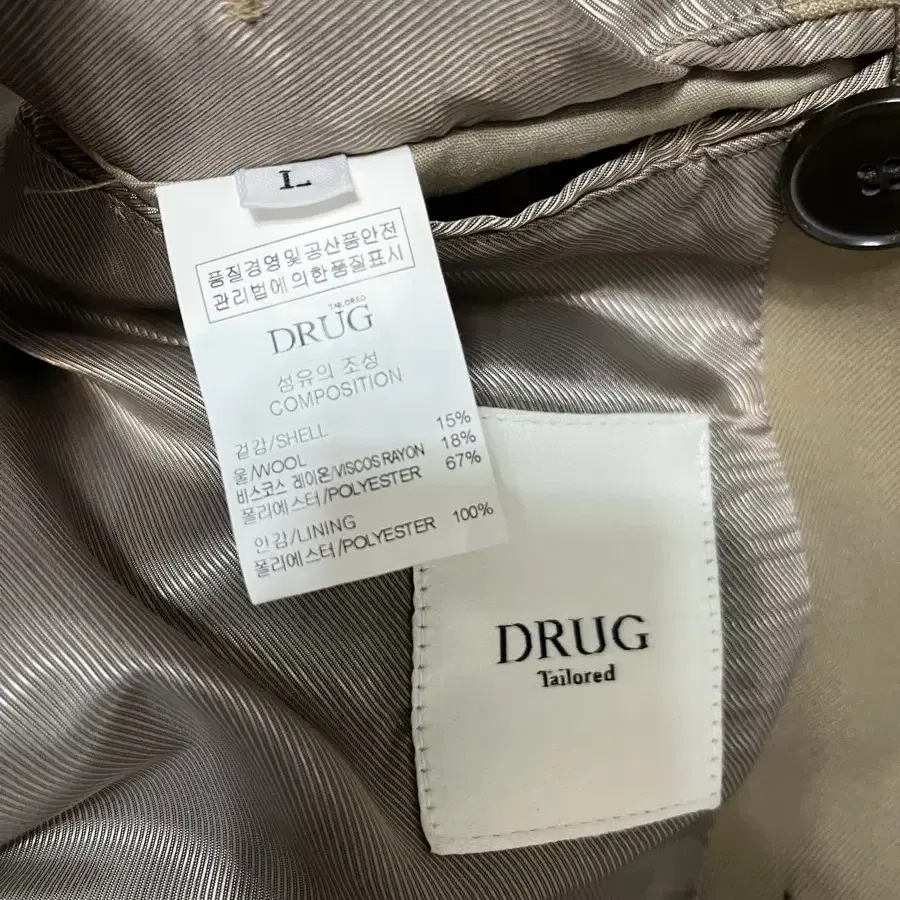 L
품질경영및공산품안전
관리법에의한품질표시
TAILORED
DRUG
섬유의 조성
COMPOSITION
겉감/SHELL
울/WOOL 15%
비스코스 레이온/VISCOS RAYON 18%
폴리에스터/POLYESTER 67%
안감/LINING
폴리에스터/POLYESTER 100%
DRUG
Tailored